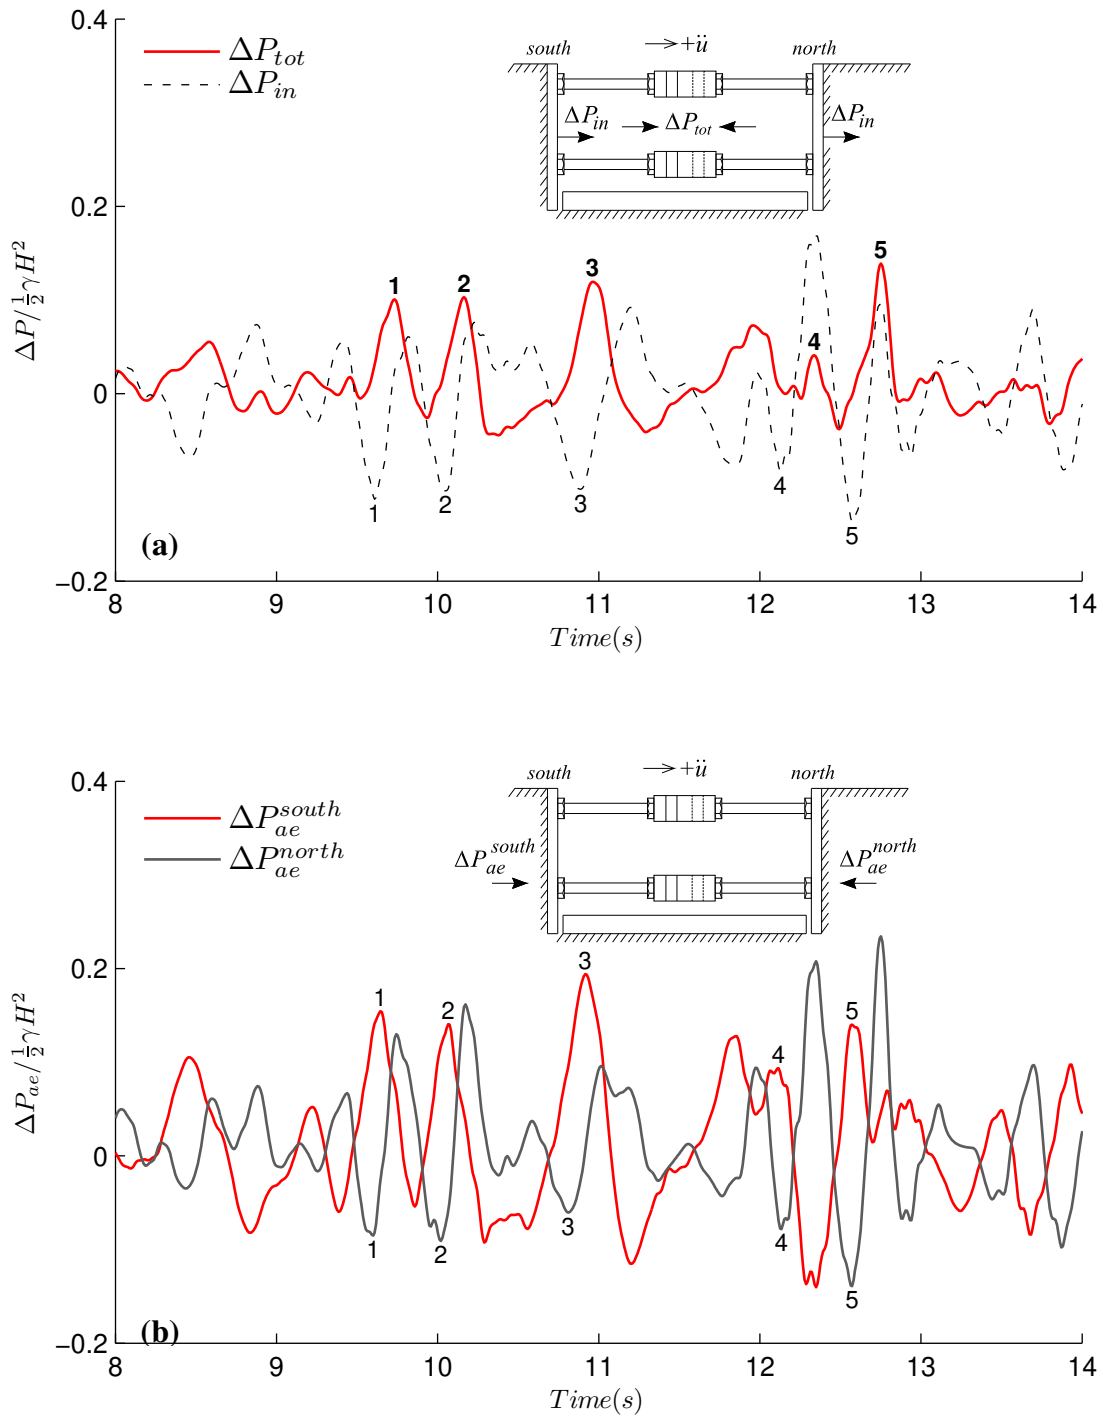 0.4
ΔP_tot
ΔP_in
south
+ü
north
ΔP_in
ΔP_tot
ΔP_in
0.2
ΔP/½γH²
1
2
3
4
5
0
1
2
3
4
5
(a)
−0.2
8
9
10
11
12
13
14
Time(s)
0.4
ΔP_ae^south
ΔP_ae^north
south
+ü
north
ΔP_ae^south
ΔP_ae^north
0.2
ΔP_ae/½γH²
1
2
3
4
5
0
1
2
3
4
5
(b)
−0.2
8
9
10
11
12
13
14
Time(s)